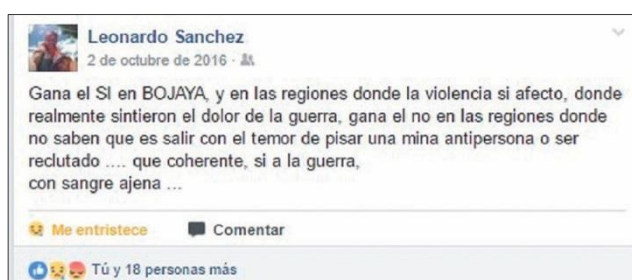 Leonardo Sanchez
2 de octubre de 2016 ·
Gana el SI en BOJAYA, y en las regiones donde la violencia si afecto, donde
realmente sintieron el dolor de la guerra, gana el no en las regiones donde
no saben que es salir con el temor de pisar una mina antipersona o ser
reclutado .... que coherente, si a la guerra,
con sangre ajena ...
Me entristece Comentar
Tú y 18 personas más